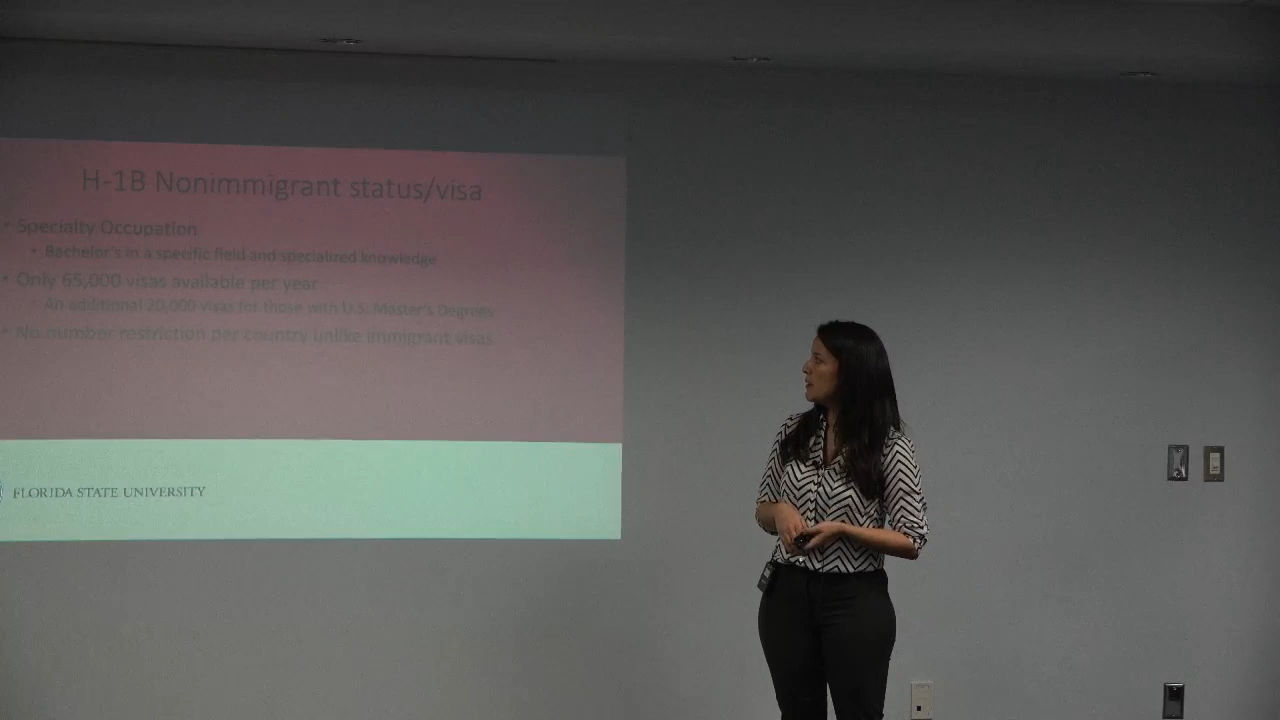 H-1B Nonimmigrant status/visa
• Specialty Occupation
• Bachelor's in a specific field and specialized knowledge
• Only 65,000 visas available per year
• An additional 20,000 visas for those with U.S. Master's Degrees
• No number restriction per country unlike immigrant visas
FLORIDA STATE UNIVERSITY